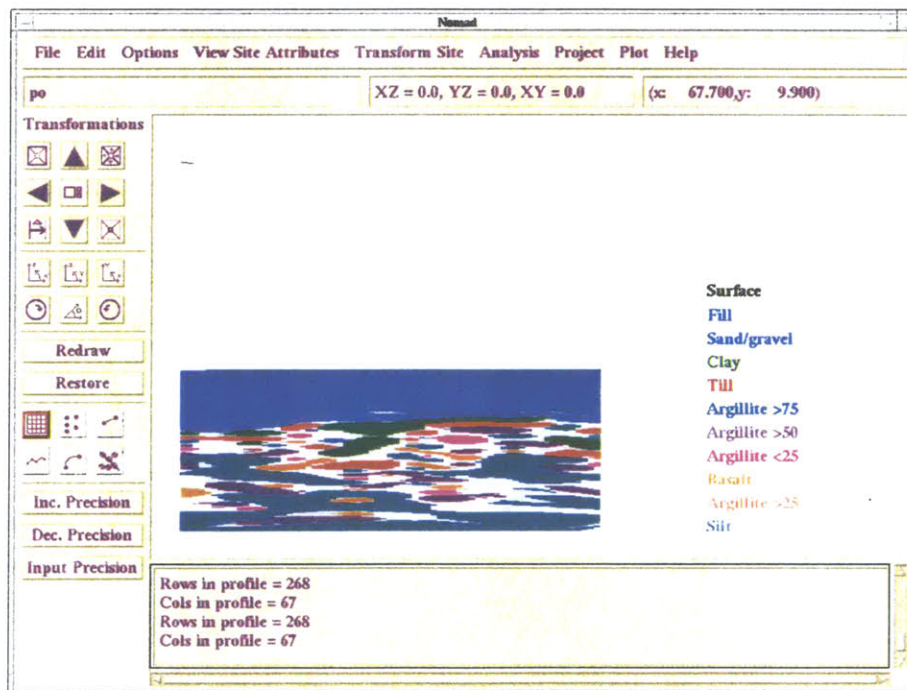 Nomad
File Edit Options View Site Attributes Transform Site Analysis Project Plot Help
po XZ = 0.0, YZ = 0.0, XY = 0.0 (x: 67.700,y: 9.900)
Transformations
Redraw
Restore
Inc. Precision
Dec. Precision
Input Precision
Surface
Fill
Sand/gravel
Clay
Till
Argillite >75
Argillite >50
Argillite <25
Basalt
Argillite >25
Silt
Rows in profile = 268
Cols in profile = 67
Rows in profile = 268
Cols in profile = 67